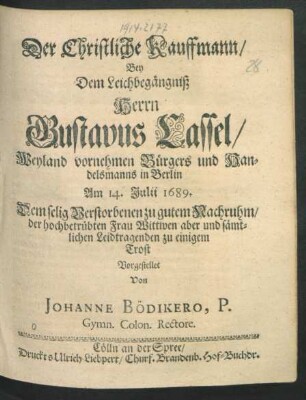 1914.2177
28
Der Christliche Kauffmann/
Bey
Dem Leichbegängniß
Herrn
Gustavus Cassel/
Weyland vornehmen Bürgers und Han-
delsmanns in Berlin
Am 14. Julii 1689.
Dem selig Verstorbenen zu gutem Nachruhm/
der hochbetrübten Frau Wittwen aber und sämt-
lichen Leidtragenden zu einigem
Trost
Vorgestellet
Von
JOHANNE BÖDIKERO, P.
Gymn. Colon. Rectore.
Cölln an der Spree/
Druckts Ulrich Liebpert/ Churf. Brandenb. Hof-Buchdr.